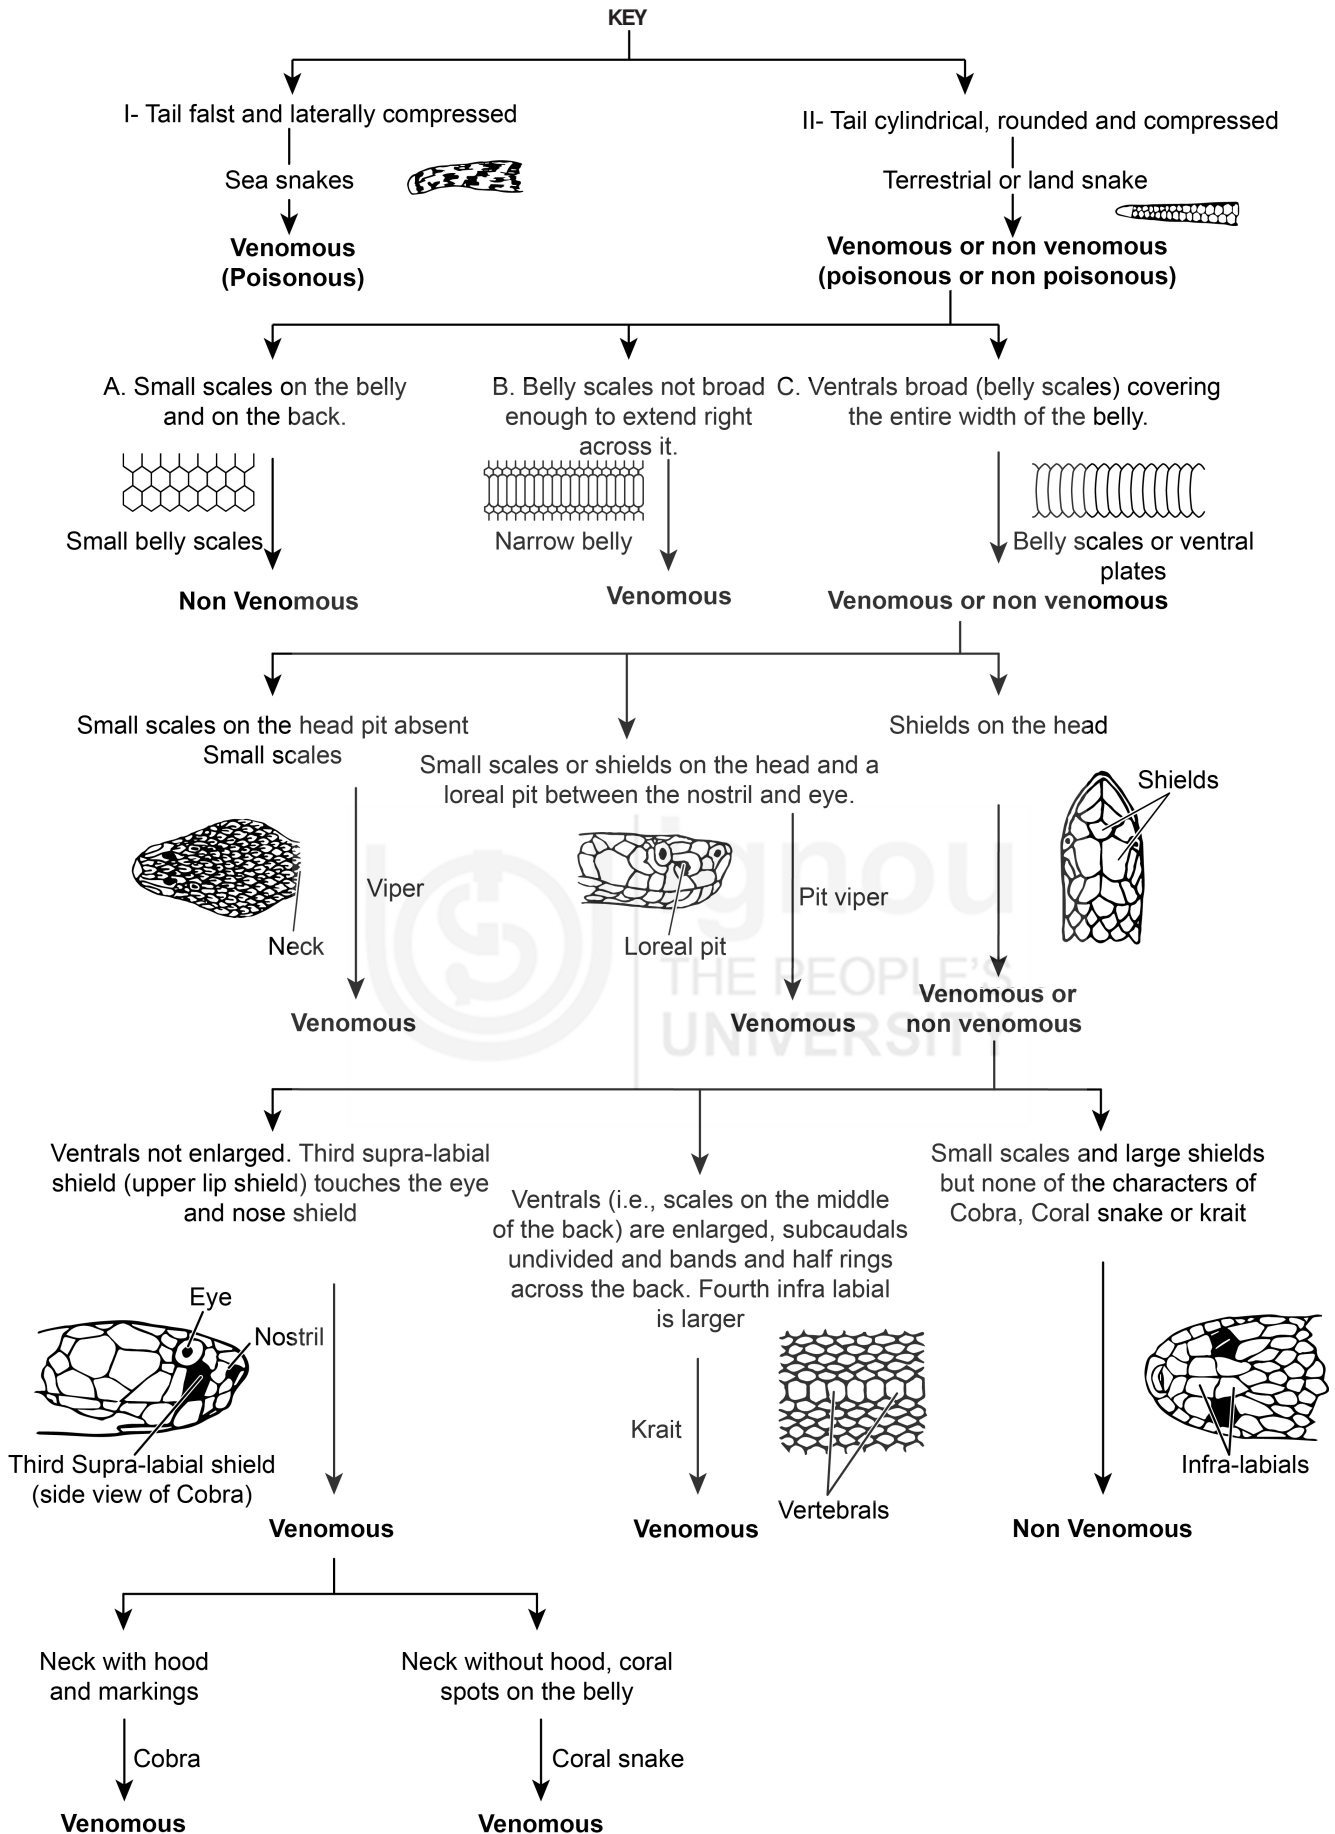 KEY
I- Tail falst and laterally compressed
II- Tail cylindrical, rounded and compressed
Sea snakes
Terrestrial or land snake
Venomous
(Poisonous)
Venomous or non venomous
(poisonous or non poisonous)
A. Small scales on the belly
and on the back.
B. Belly scales not broad
enough to extend right
across it.
C. Ventrals broad (belly scales) covering
the entire width of the belly.
Small belly scales
Narrow belly
Belly scales or ventral
plates
Non Venomous
Venomous
Venomous or non venomous
Small scales on the head pit absent
Small scales
Small scales or shields on the head and a
loreal pit between the nostril and eye.
Shields on the head
Shields
Viper
Neck
Loreal pit
Pit viper
ignou
THE PEOPLE'S
UNIVERSITY
Venomous
Venomous
Venomous or
non venomous
Ventrals not enlarged. Third supra-labial
shield (upper lip shield) touches the eye
and nose shield
Ventrals (i.e., scales on the middle
of the back) are enlarged, subcaudals
undivided and bands and half rings
across the back. Fourth infra labial
is larger
Small scales and large shields
but none of the characters of
Cobra, Coral snake or krait
Eye
Nostril
Third Supra-labial shield
(side view of Cobra)
Krait
Vertebrals
Infra-labials
Venomous
Venomous
Non Venomous
Neck with hood
and markings
Neck without hood, coral
spots on the belly
Cobra
Coral snake
Venomous
Venomous